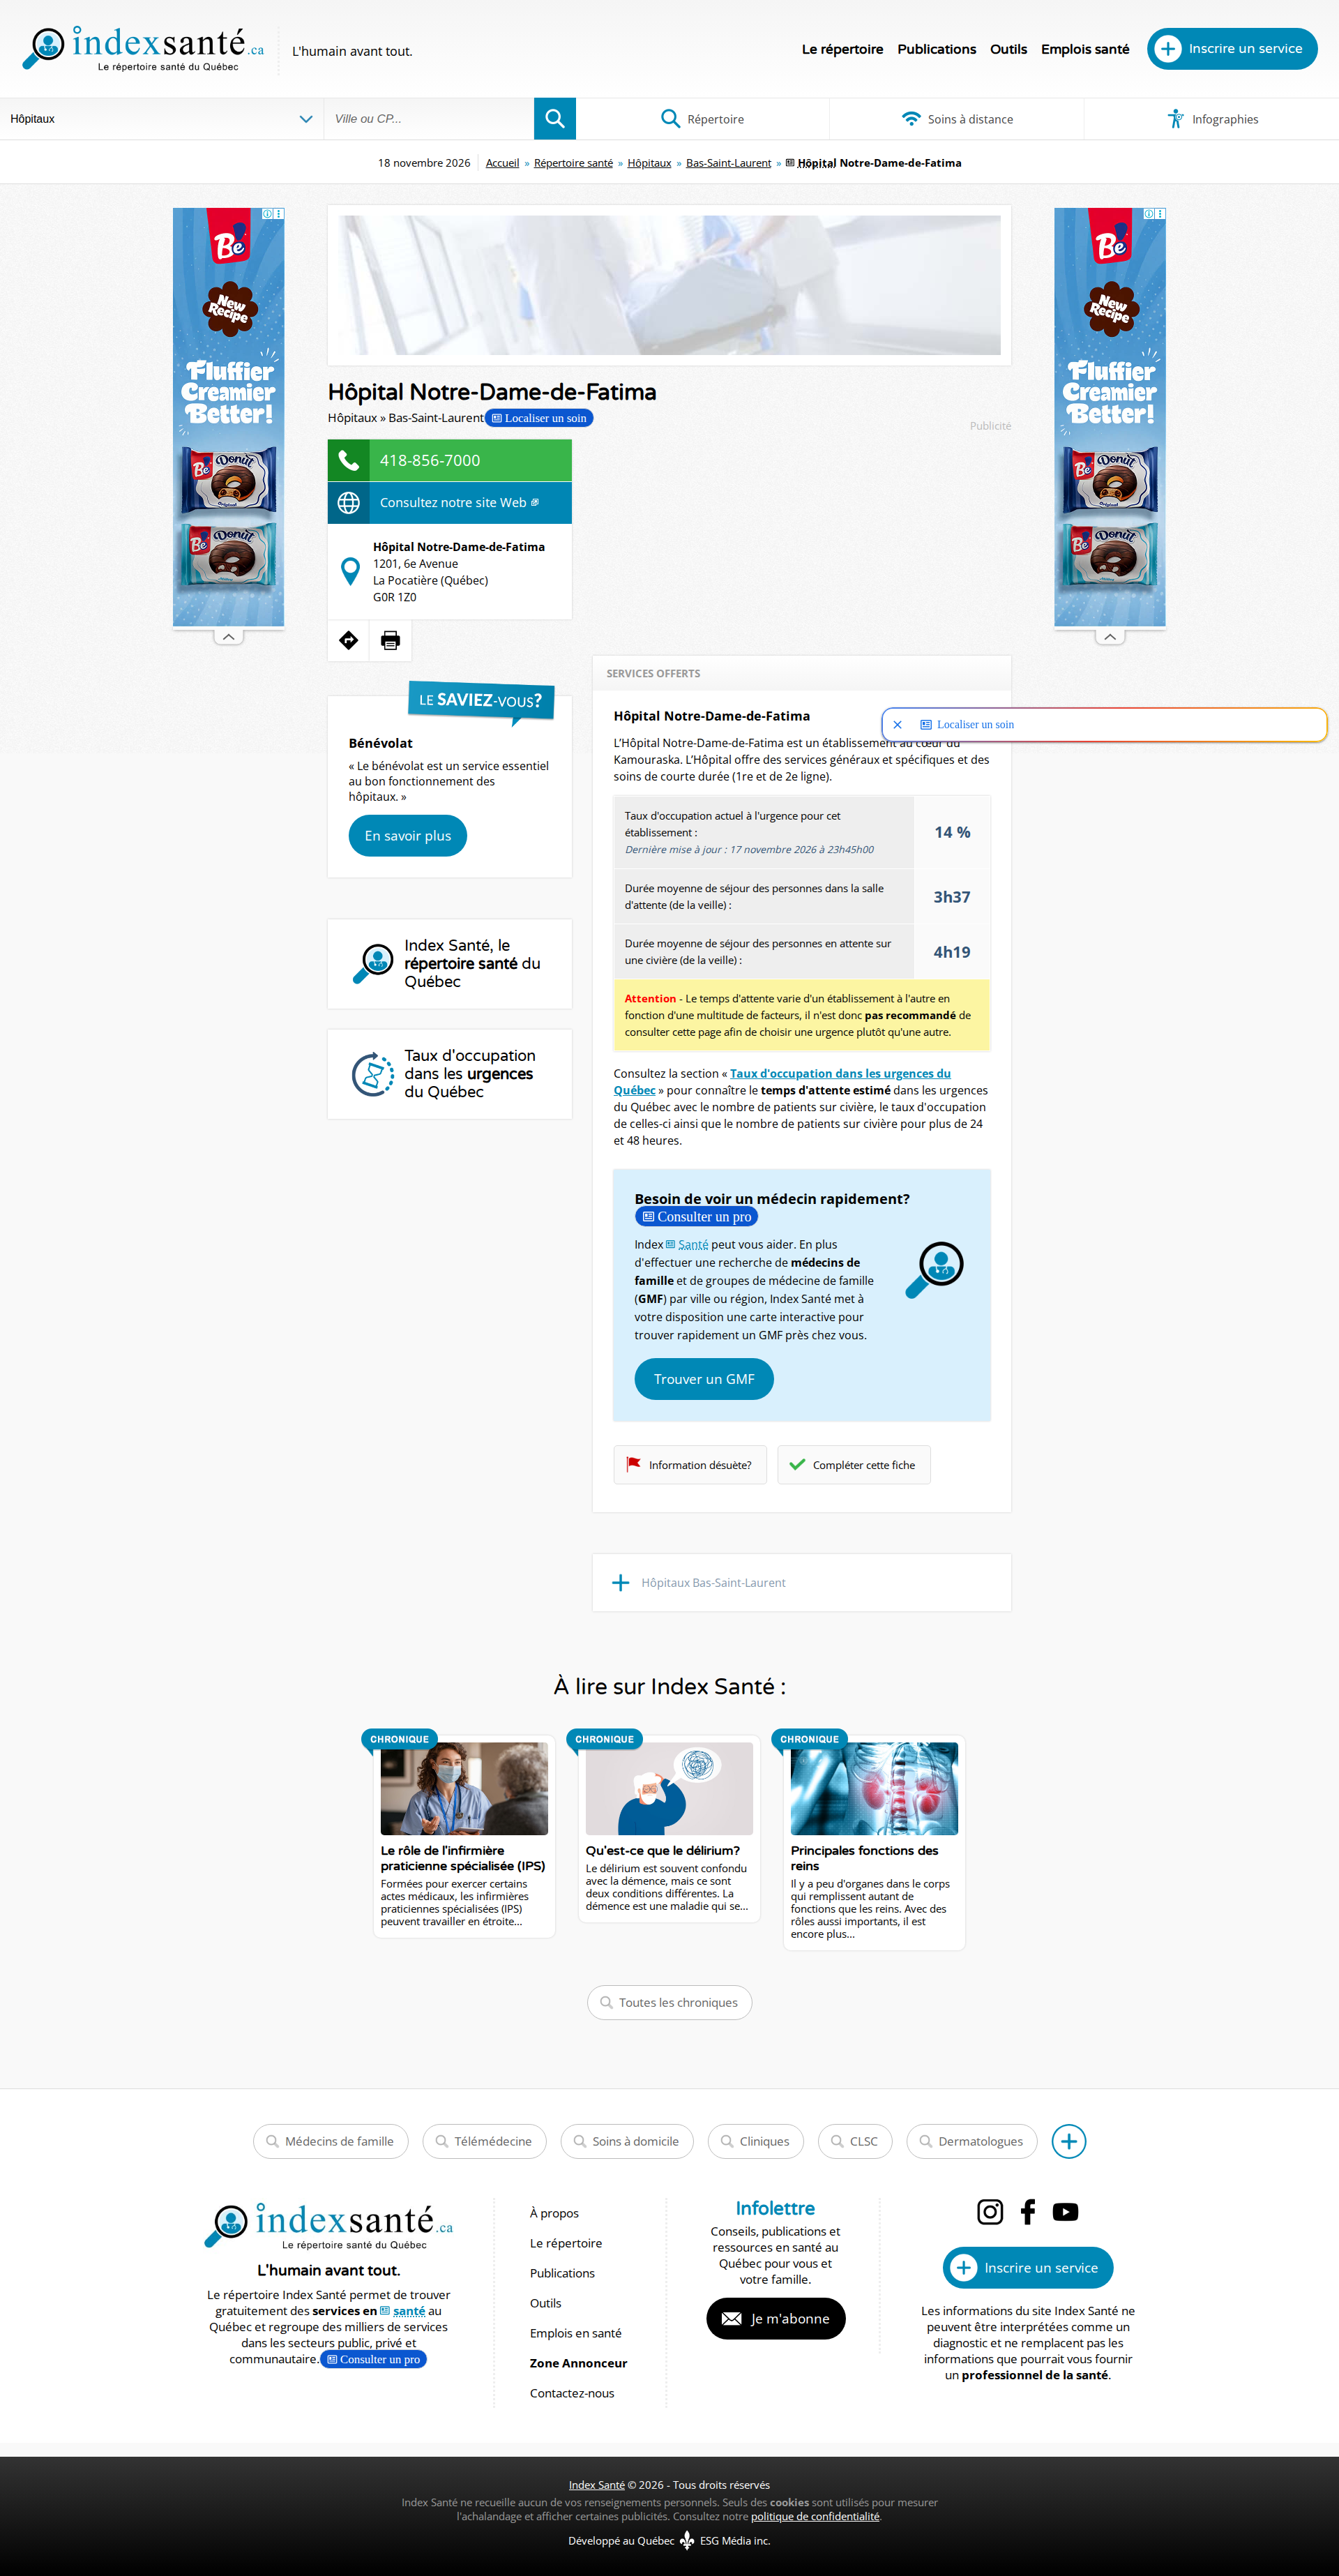 indexsanté.ca
Le répertoire santé du Québec
L'humain avant tout.
Le répertoire
Publications
Outils
Emplois santé
Inscrire un service
Hôpitaux
Ville ou CP...
Répertoire
Soins à distance
Infographies
18 novembre 2026
Accueil » Répertoire santé » Hôpitaux » Bas-Saint-Laurent » Hôpital Notre-Dame-de-Fatima
Be
New Recipe
Fluffier
Creamier
Better!
Be
Donut
Original
Be
Donut
Be
New Recipe
Fluffier
Creamier
Better!
Be
Donut
Original
Be
Donut
Hôpital Notre-Dame-de-Fatima
Hôpitaux » Bas-Saint-Laurent Localiser un soin
Publicité
418-856-7000
Consultez notre site Web
Hôpital Notre-Dame-de-Fatima
1201, 6e Avenue
La Pocatière (Québec)
G0R 1Z0
LE SAVIEZ-VOUS?
Bénévolat
« Le bénévolat est un service essentiel
au bon fonctionnement des
hôpitaux. »
En savoir plus
Index Santé, le
répertoire santé du
Québec
Taux d'occupation
dans les urgences
du Québec
SERVICES OFFERTS
Hôpital Notre-Dame-de-Fatima
Localiser un soin
L'Hôpital Notre-Dame-de-Fatima est un établissement au cœur du
Kamouraska. L'Hôpital offre des services généraux et spécifiques et des
soins de courte durée (1re et de 2e ligne).
Taux d'occupation actuel à l'urgence pour cet
établissement :
Dernière mise à jour : 17 novembre 2026 à 23h45h00
14 %
Durée moyenne de séjour des personnes dans la salle
d'attente (de la veille) :
3h37
Durée moyenne de séjour des personnes en attente sur
une civière (de la veille) :
4h19
Attention - Le temps d'attente varie d'un établissement à l'autre en
fonction d'une multitude de facteurs, il n'est donc pas recommandé de
consulter cette page afin de choisir une urgence plutôt qu'une autre.
Consultez la section « Taux d'occupation dans les urgences du
Québec » pour connaître le temps d'attente estimé dans les urgences
du Québec avec le nombre de patients sur civière, le taux d'occupation
de celles-ci ainsi que le nombre de patients sur civière pour plus de 24
et 48 heures.
Besoin de voir un médecin rapidement?
Consulter un pro
Index Santé peut vous aider. En plus
d'effectuer une recherche de médecins de
famille et de groupes de médecine de famille
(GMF) par ville ou région, Index Santé met à
votre disposition une carte interactive pour
trouver rapidement un GMF près chez vous.
Trouver un GMF
Information désuète?
Compléter cette fiche
Hôpitaux Bas-Saint-Laurent
À lire sur Index Santé :
CHRONIQUE
Le rôle de l'infirmière
praticienne spécialisée (IPS)
Formées pour exercer certains
actes médicaux, les infirmières
praticiennes spécialisées (IPS)
peuvent travailler en étroite...
CHRONIQUE
Qu'est-ce que le délirium?
Le délirium est souvent confondu
avec la démence, mais ce sont
deux conditions différentes. La
démence est une maladie qui se...
CHRONIQUE
Principales fonctions des
reins
Il y a peu d'organes dans le corps
qui remplissent autant de
fonctions que les reins. Avec des
rôles aussi importants, il est
encore plus...
Toutes les chroniques
Médecins de famille
Télémédecine
Soins à domicile
Cliniques
CLSC
Dermatologues
indexsanté.ca
Le répertoire santé du Québec
L'humain avant tout.
Le répertoire Index Santé permet de trouver
gratuitement des services en santé au
Québec et regroupe des milliers de services
dans les secteurs public, privé et
communautaire. Consulter un pro
À propos
Le répertoire
Publications
Outils
Emplois en santé
Zone Annonceur
Contactez-nous
Infolettre
Conseils, publications et
ressources en santé au
Québec pour vous et
votre famille.
Je m'abonne
Inscrire un service
Les informations du site Index Santé ne
peuvent être interprétées comme un
diagnostic et ne remplacent pas les
informations que pourrait vous fournir
un professionnel de la santé.
Index Santé © 2026 - Tous droits réservés
Index Santé ne recueille aucun de vos renseignements personnels. Seuls des cookies sont utilisés pour mesurer
l'achalandage et afficher certaines publicités. Consultez notre politique de confidentialité.
Développé au Québec ESG Média inc.